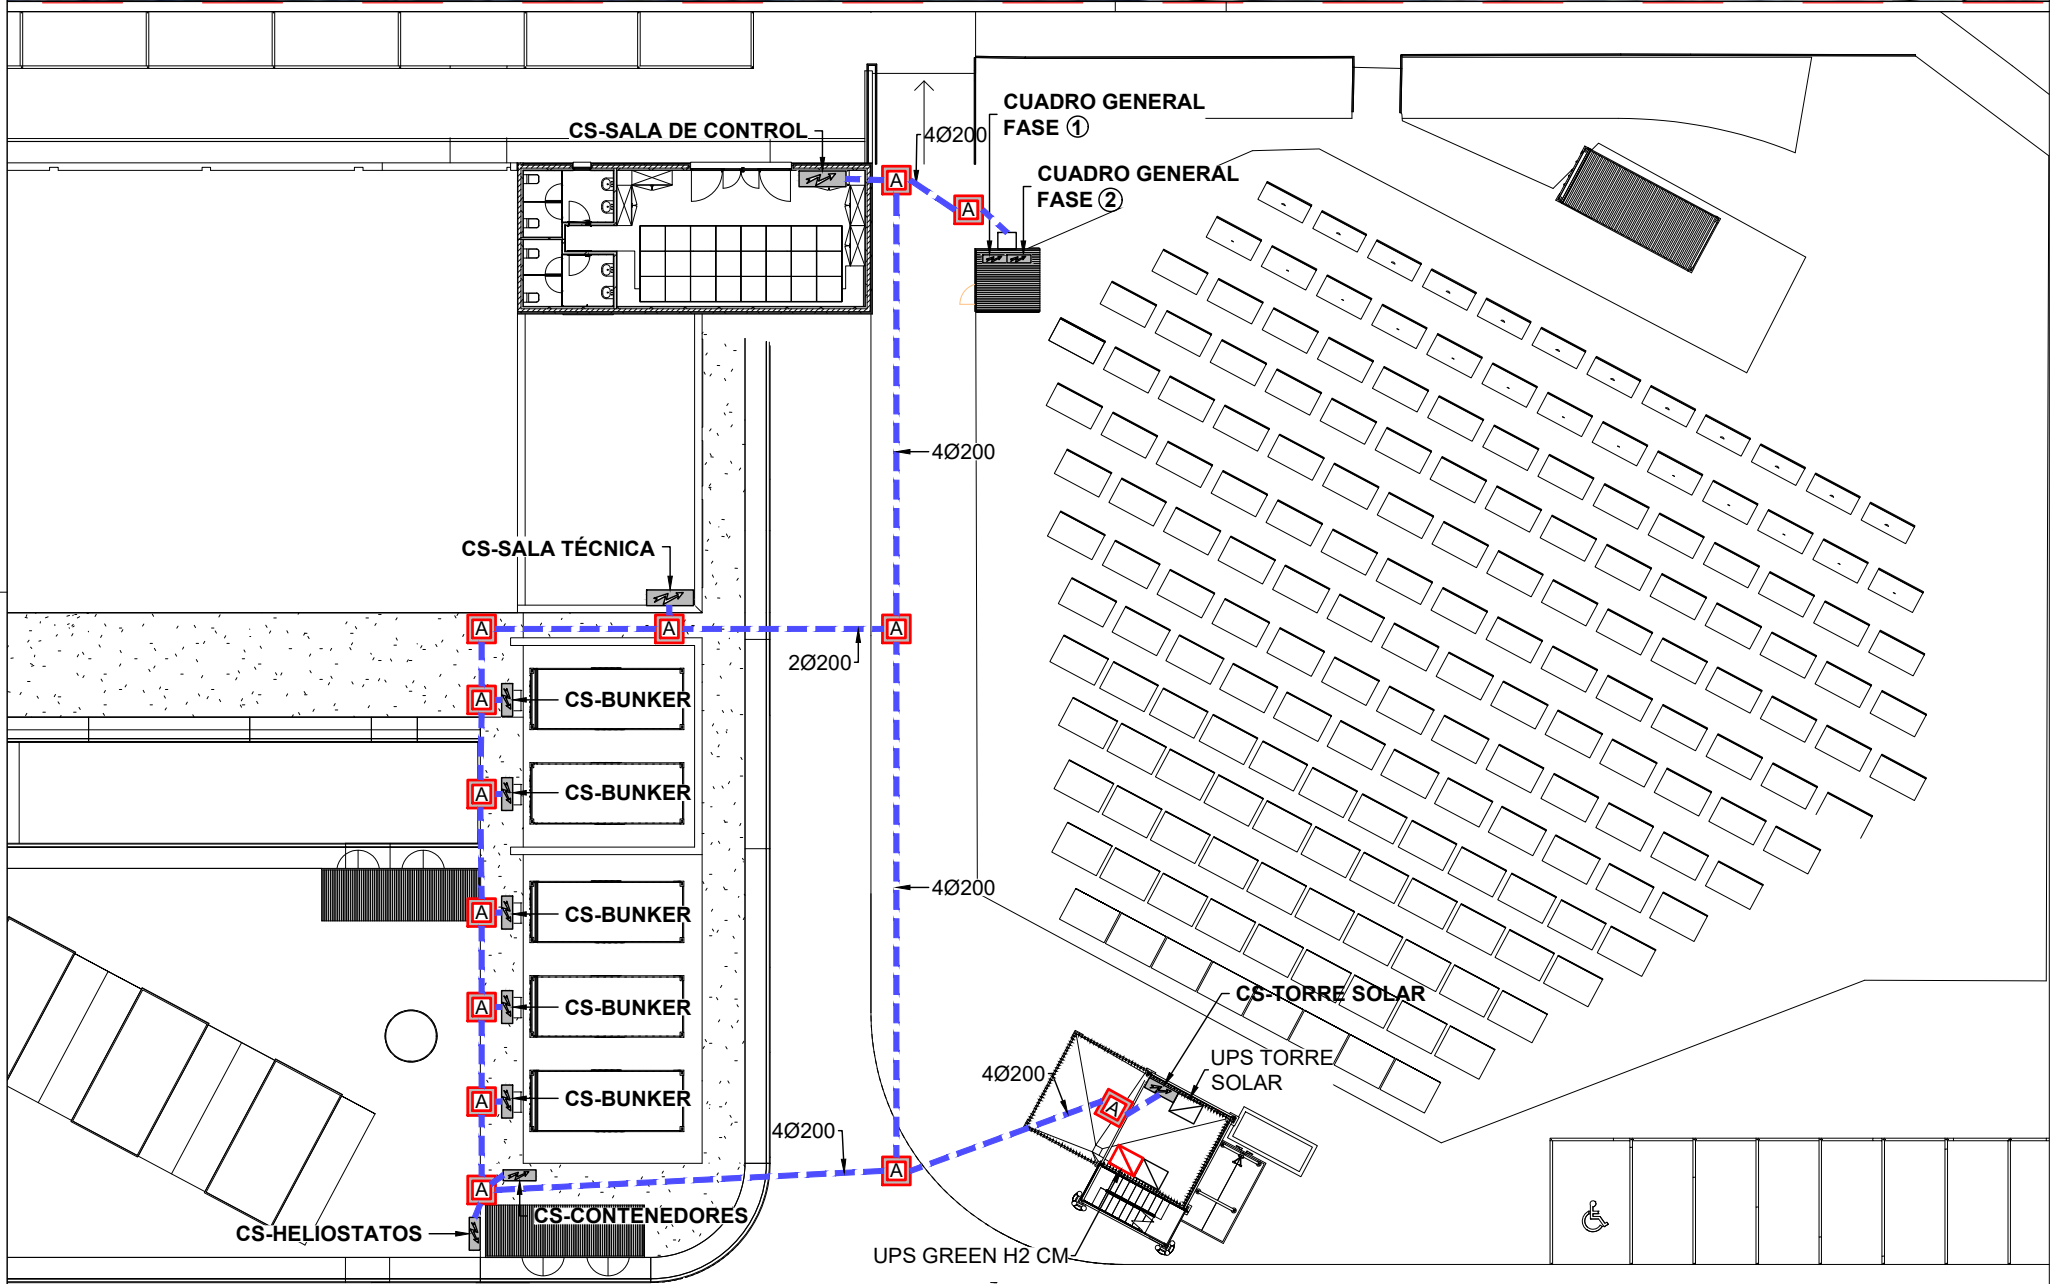 CUADRO GENERAL
FASE ①
CS-SALA DE CONTROL
4Ø200
A
CUADRO GENERAL
FASE ②
A
4Ø200
CS-SALA TÉCNICA
A
A
A
2Ø200
A
CS-BUNKER
A
CS-BUNKER
4Ø200
A
CS-BUNKER
CS-TORRE SOLAR
A
CS-BUNKER
UPS TORRE
SOLAR
4Ø200
A
A
CS-BUNKER
4Ø200
A
A
CS-CONTENEDORES
CS-HELIOSTATOS
UPS GREEN H2 CM